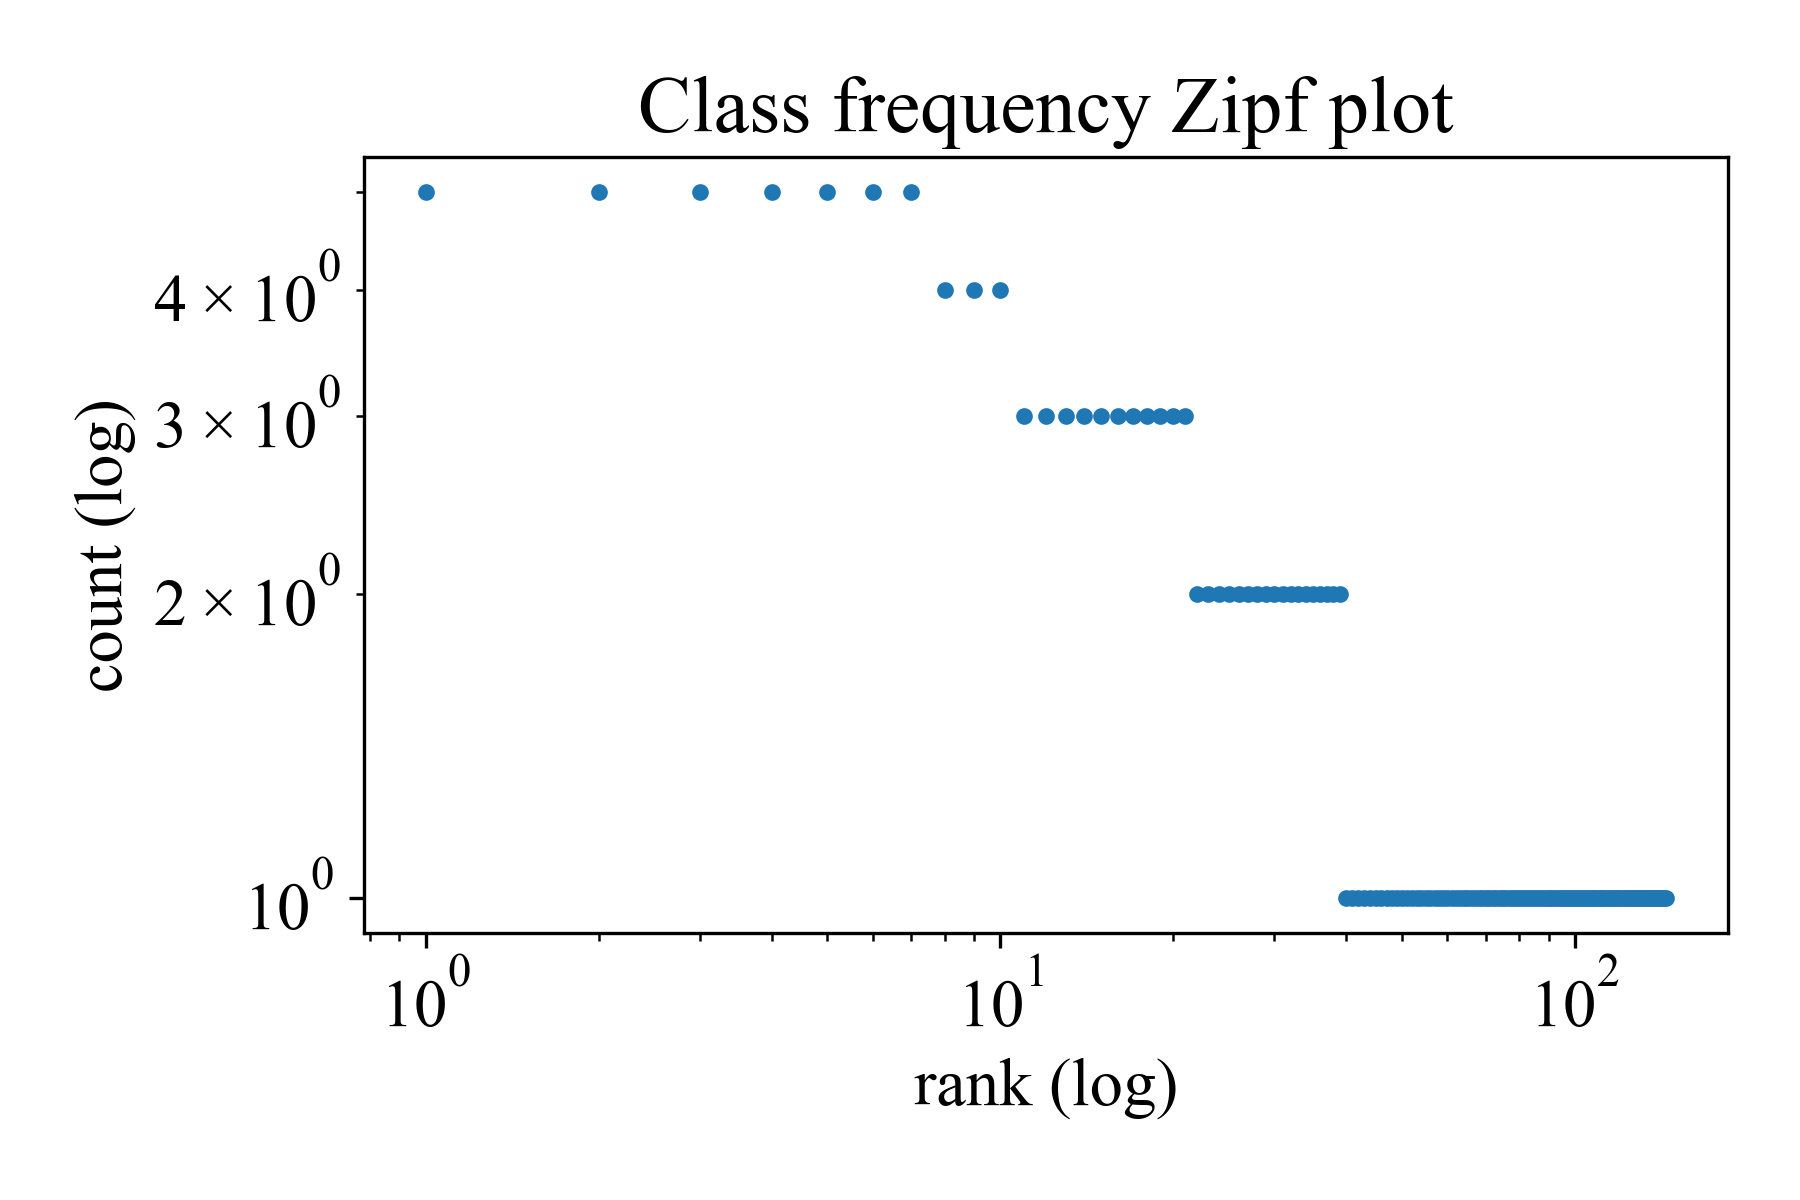 Class frequency Zipf plot
count (log)
4 × 10⁰
3 × 10⁰
2 × 10⁰
10⁰
10⁰ 10¹ 10²
rank (log)